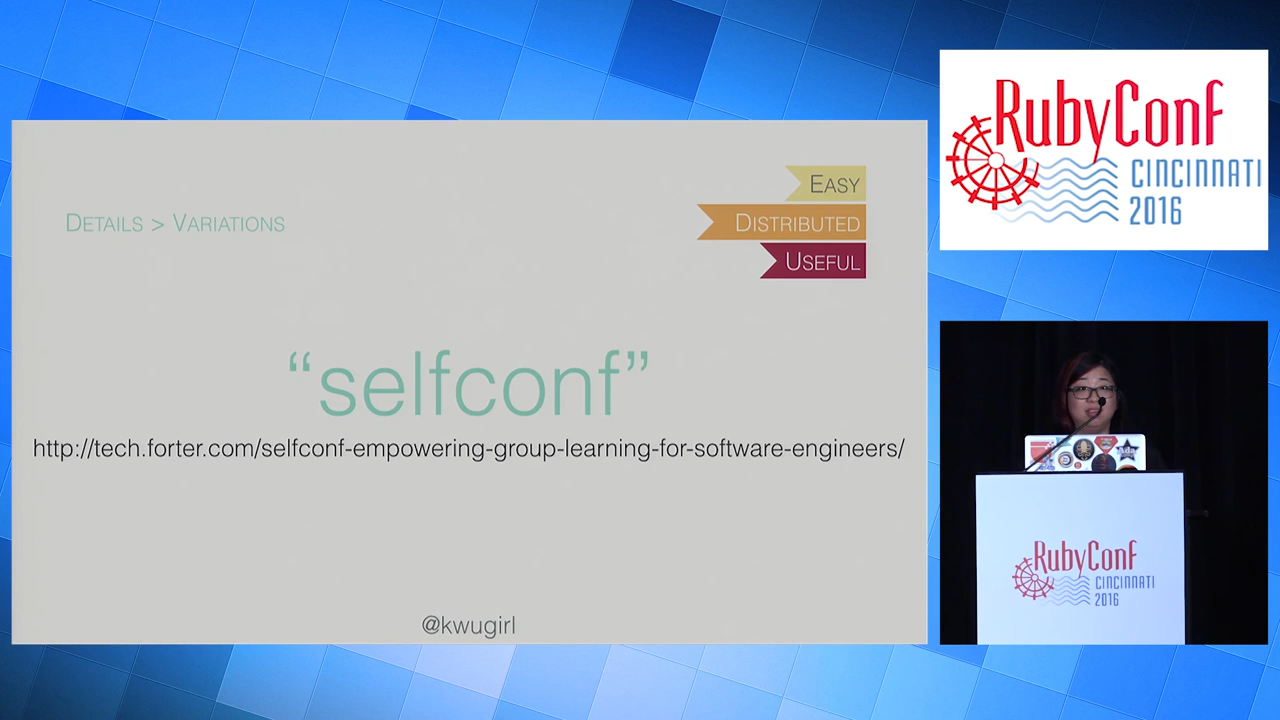 DETAILS > VARIATIONS
EASY
DISTRIBUTED
USEFUL
“selfconf”
http://tech.forter.com/selfconf-empowering-group-learning-for-software-engineers/
@kwugirl
RUBYCONF
CINCINNATI
2016
Ada
RUBYCONF
CINCINNATI
2016